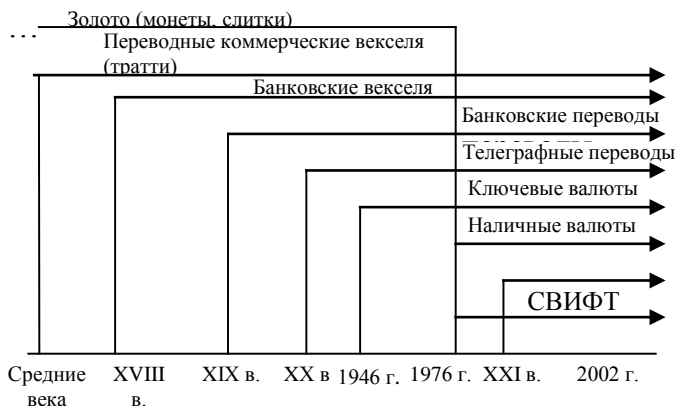 Золото (монеты, слитки)
…
Переводные коммерческие векселя
(тратти)
Банковские векселя
Банковские переводы
Телеграфные переводы
Ключевые валюты
Наличные валюты
СВИФТ
Средние века
XVIII в.
XIX в.
XX в
1946 г.
1976 г.
XXI в.
2002 г.